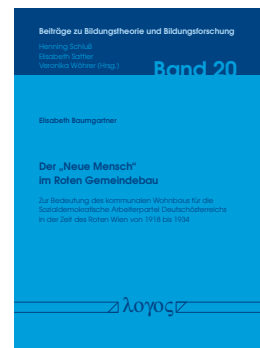 Beiträge zu Bildungstheorie und Bildungsforschung
Henning Schluß
Elisabeth Sattler
Veronika Wöhrer (Hrsg.)
Band 20
Elisabeth Baumgartner
Der „Neue Mensch“
im Roten Gemeindebau
Zur Bedeutung des kommunalen Wohnbaus für die
Sozialdemokratische Arbeiterpartei Deutschösterreichs
in der Zeit des Roten Wien von 1918 bis 1934
λογος